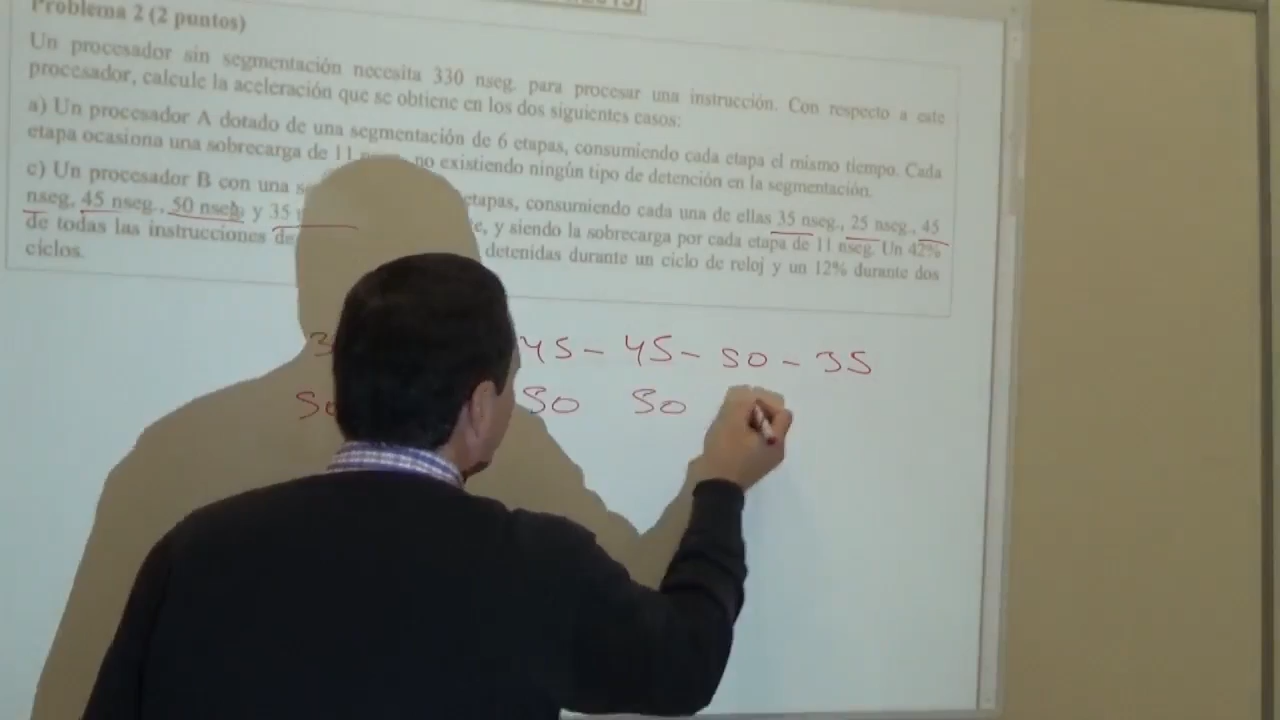 Problema 2 (2 puntos)
Un procesador sin segmentación necesita 330 nseg. para procesar una instrucción. Con respecto a este
procesador, calcule la aceleración que se obtiene en los dos siguientes casos:
a) Un procesador A dotado de una segmentación de 6 etapas, consumiendo cada etapa el mismo tiempo. Cada
etapa ocasiona una sobrecarga de 11 no existiendo ningún tipo de detención en la segmentación.
c) Un procesador B con una etapas, consumiendo cada una de ellas 35 nseg., 25 nseg., 45
nseg, 45 nseg., 50 nseg. y 35 y siendo la sobrecarga por cada etapa de 11 nseg. Un 42%
de todas las instrucciones detenidas durante un ciclo de reloj y un 12% durante dos
ciclos.
45 - 45 - 50 - 35
50 50